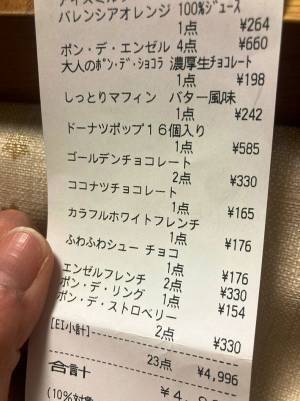 バレンシアオレンジ 100%ジュース
1点 ¥264
ポン・デ・エンゼル 4点 ¥660
大人のポン・デ・ショコラ 濃厚生チョコレート
1点 ¥198
しっとりマフィン バター風味
1点 ¥242
ドーナツポップ16個入り
1点 ¥585
ゴールデンチョコレート
2点 ¥330
ココナツチョコレート
1点 ¥165
カラフルホワイトフレンチ
1点 ¥176
ふわふわシュー チョコ
1点 ¥176
エンゼルフレンチ 2点 ¥330
ポン・デ・リング 1点 ¥154
ポン・デ・ストロベリー
2点 ¥330
[EI小計]
23点 ¥4,996
合計
(10%対象